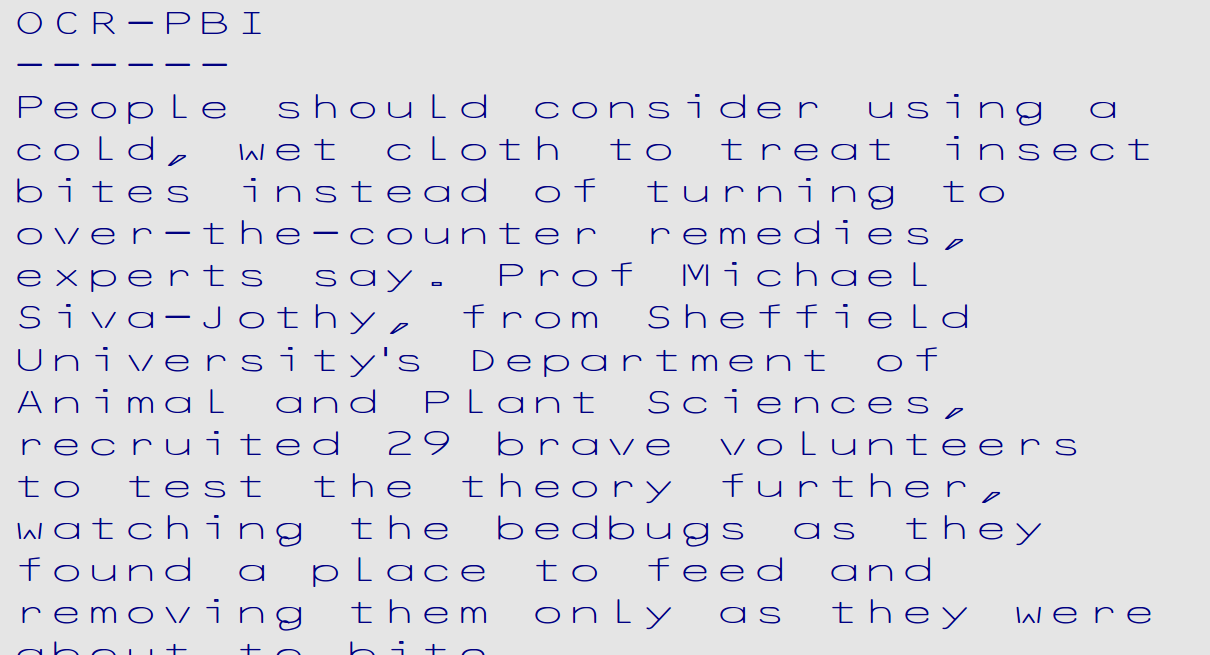 OCR-PBI
------
People should consider using a
cold, wet cloth to treat insect
bites instead of turning to
over-the-counter remedies,
experts say. Prof Michael
Siva-Jothy, from Sheffield
University's Department of
Animal and Plant Sciences,
recruited 29 brave volunteers
to test the theory further,
watching the bedbugs as they
found a place to feed and
removing them only as they were
about to bite